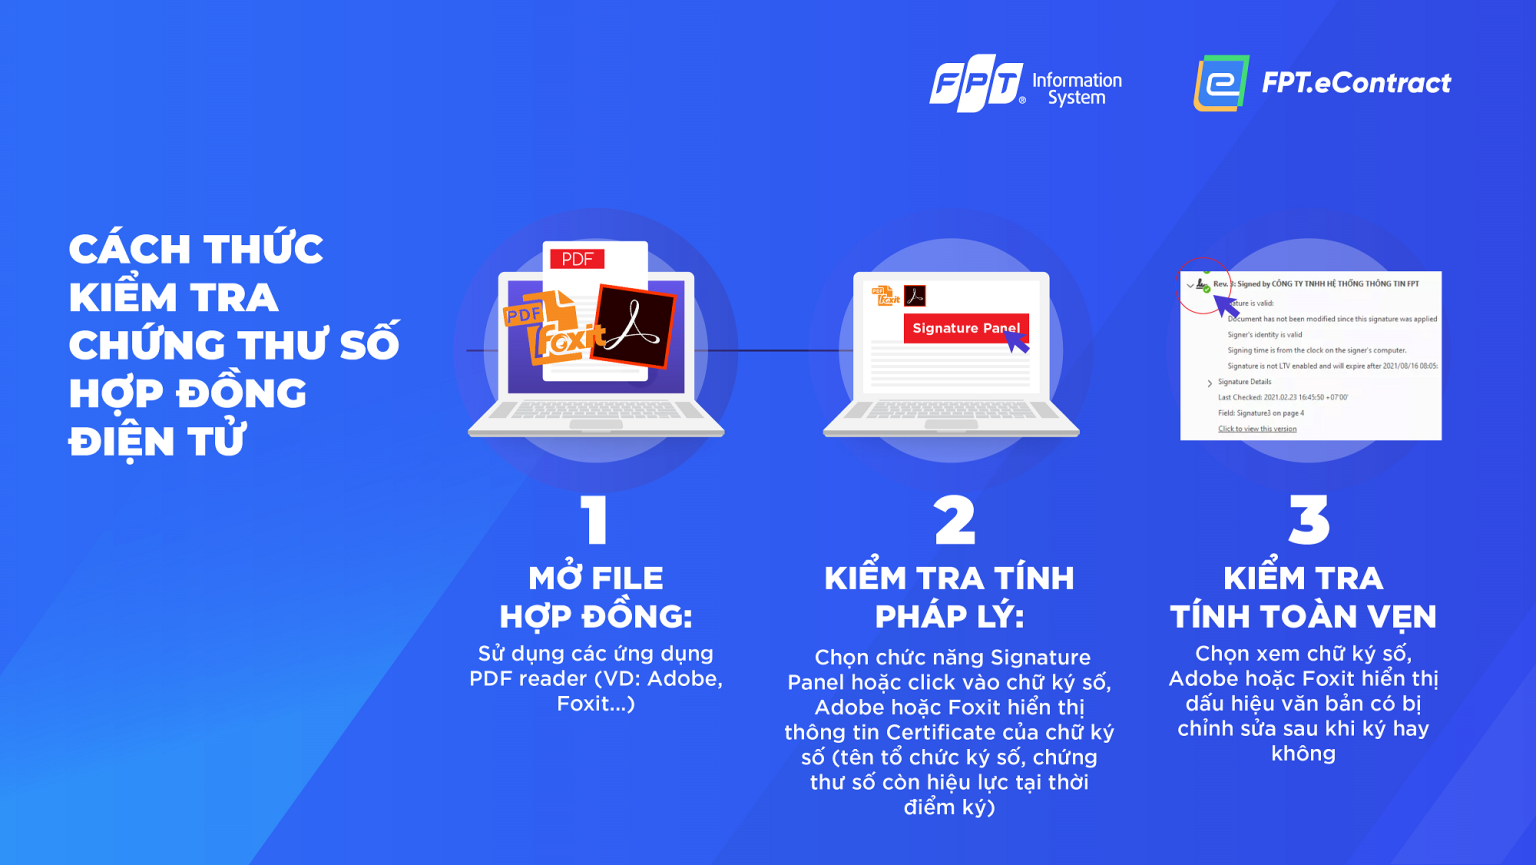 FPT Information
System
FPT.eContract
CÁCH THỨC
KIỂM TRA
CHỨNG THƯ SỐ
HỢP ĐỒNG
ĐIỆN TỬ
PDF
PDF
Foxit
PDF
Foxit
Signature Panel
Rev. : Signed by CÔNG TY TNHH HỆ THỐNG THÔNG TIN FPT
is valid:
Document has not been modified since this signature was applied
Signer's identity is valid
Signing time is from the clock on the signer's computer.
Signature is not LTV enabled and will expire after 2021/08/16 08:05:
Signature Details
Last Checked: 2021.02.23 16:45:50 +07'00'
Field: Signature3 on page 4
Click to view this version
1
MỞ FILE
HỢP ĐỒNG:
Sử dụng các ứng dụng
PDF reader (VD: Adobe,
Foxit...)
2
KIỂM TRA TÍNH
PHÁP LÝ:
Chọn chức năng Signature
Panel hoặc click vào chữ ký số,
Adobe hoặc Foxit hiển thị
thông tin Certificate của chữ ký
số (tên tổ chức ký số, chứng
thư số còn hiệu lực tại thời
điểm ký)
3
KIỂM TRA
TÍNH TOÀN VẸN
Chọn xem chữ ký số,
Adobe hoặc Foxit hiển thị
dấu hiệu văn bản có bị
chỉnh sửa sau khi ký hay
không